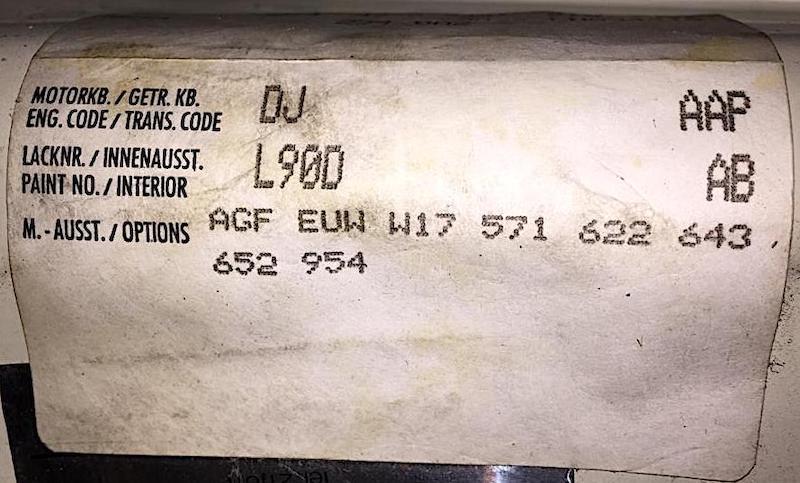 MOTORKB. / GETR. KB. DJ AAP
ENG. CODE / TRANS. CODE
LACKNR. / INNENAUSST. L90D AB
PAINT NO. / INTERIOR
M. - AUSST. / OPTIONS AGF EUW W17 571 622 643
652 954